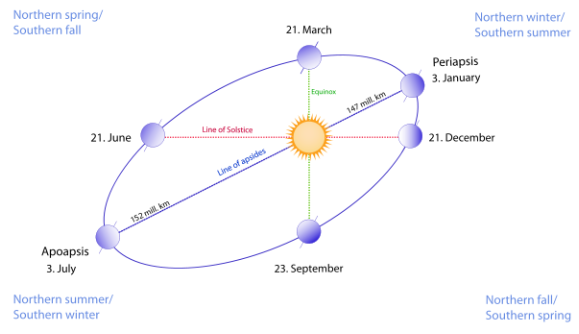 Northern spring/
Southern fall
Northern winter/
Southern summer
21. March
Periapsis
3. January
Equinox
147 mill. km
21. June
Line of Solstice
21. December
Line of apsides
152 mill. km
Apoapsis
3. July
23. September
Northern summer/
Southern winter
Northern fall/
Southern spring